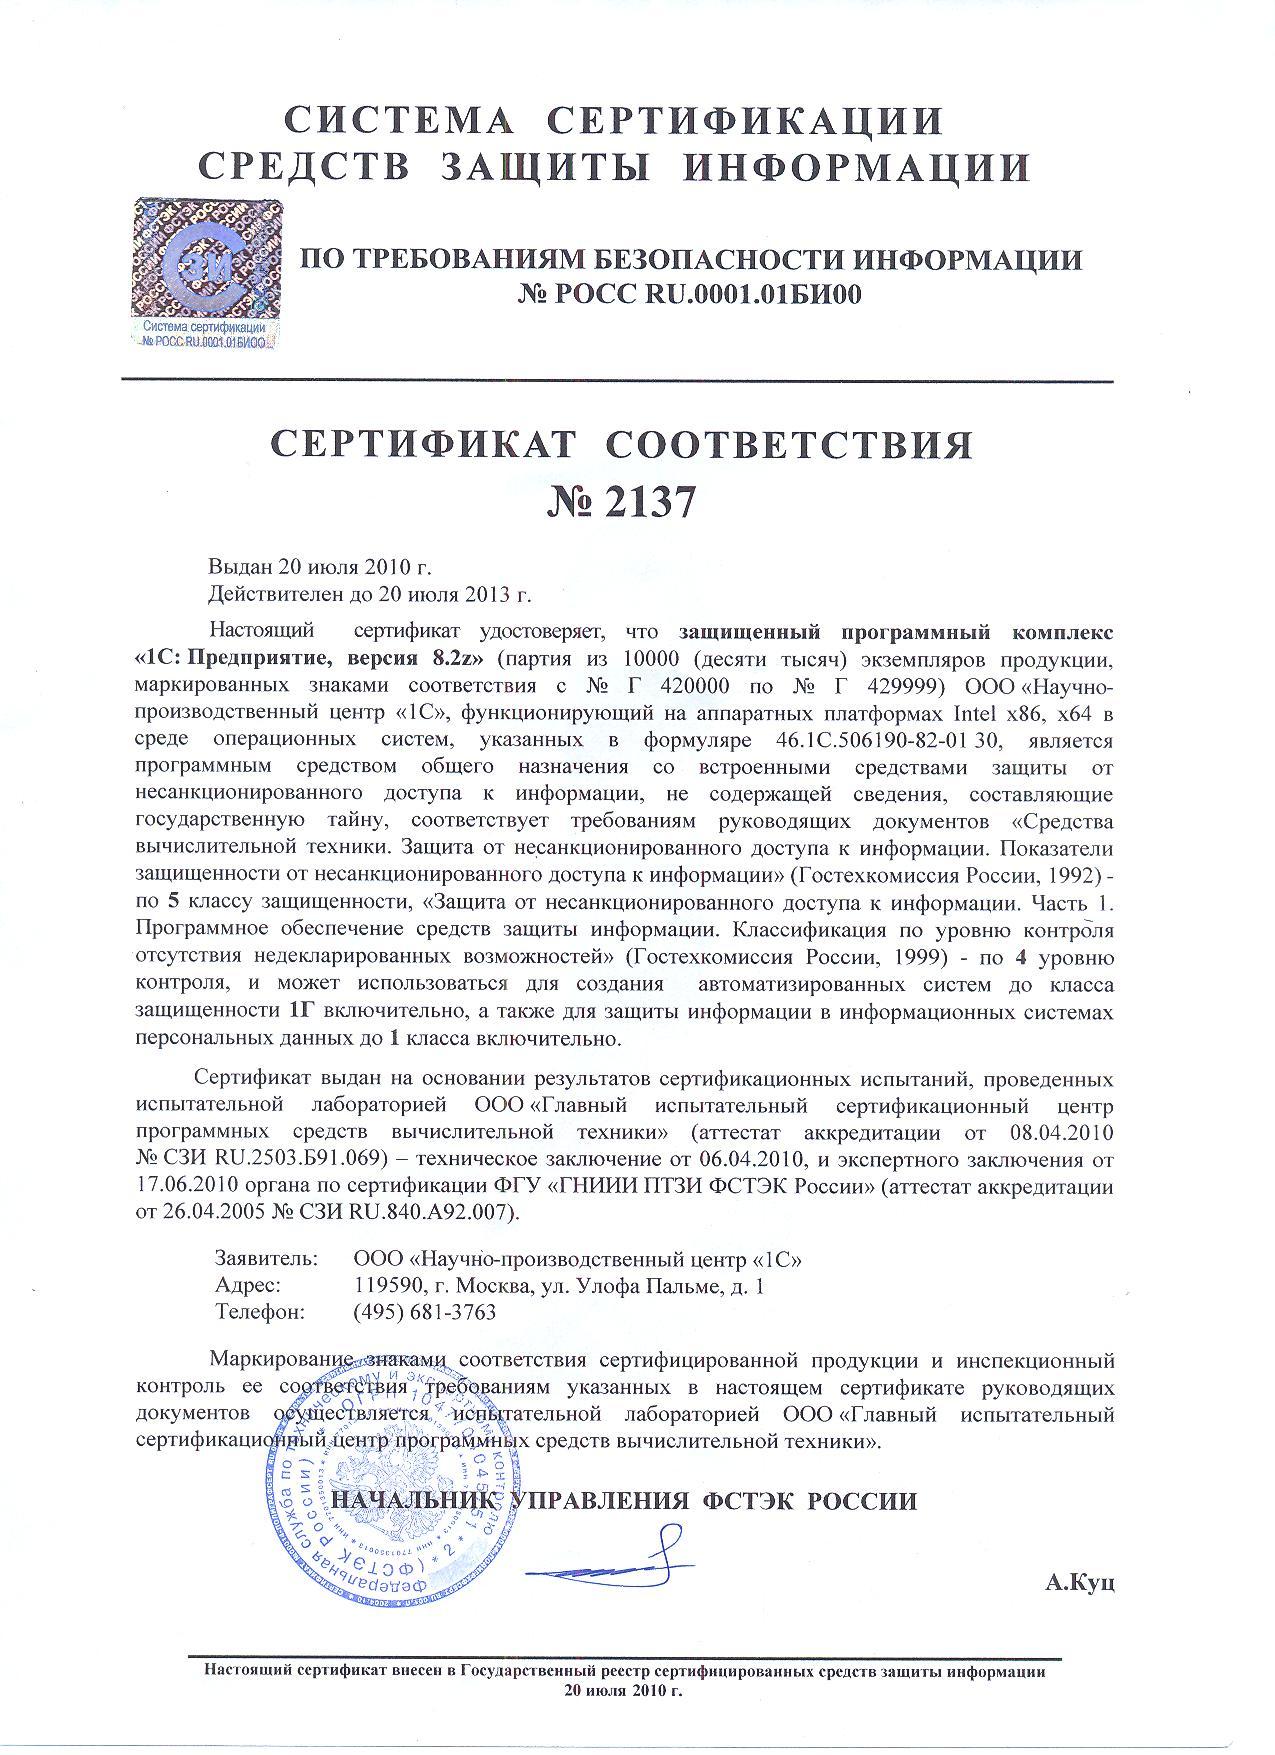 СИСТЕМА СЕРТИФИКАЦИИ
СРЕДСТВ ЗАЩИТЫ ИНФОРМАЦИИ
СЗИ
Система сертификации
№ РОСС RU.0001.01БИ00
ПО ТРЕБОВАНИЯМ БЕЗОПАСНОСТИ ИНФОРМАЦИИ
№ РОСС RU.0001.01БИ00
СЕРТИФИКАТ СООТВЕТСТВИЯ
№ 2137
Выдан 20 июля 2010 г.
Действителен до 20 июля 2013 г.
Настоящий сертификат удостоверяет, что защищенный программный комплекс
«1С: Предприятие, версия 8.2z» (партия из 10000 (десяти тысяч) экземпляров продукции,
маркированных знаками соответствия с № Г 420000 по № Г 429999) ООО «Научно-
производственный центр «1С», функционирующий на аппаратных платформах Intel x86, x64 в
среде операционных систем, указанных в формуляре 46.1С.506190-82-01 30, является
программным средством общего назначения со встроенными средствами защиты от
несанкционированного доступа к информации, не содержащей сведения, составляющие
государственную тайну, соответствует требованиям руководящих документов «Средства
вычислительной техники. Защита от несанкционированного доступа к информации. Показатели
защищенности от несанкционированного доступа к информации» (Гостехкомиссия России, 1992) -
по 5 классу защищенности, «Защита от несанкционированного доступа к информации. Часть 1.
Программное обеспечение средств защиты информации. Классификация по уровню контроля
отсутствия недекларированных возможностей» (Гостехкомиссия России, 1999) - по 4 уровню
контроля, и может использоваться для создания автоматизированных систем до класса
защищенности 1Г включительно, а также для защиты информации в информационных системах
персональных данных до 1 класса включительно.
Сертификат выдан на основании результатов сертификационных испытаний, проведенных
испытательной лабораторией ООО «Главный испытательный сертификационный центр
программных средств вычислительной техники» (аттестат аккредитации от 08.04.2010
№ СЗИ RU.2503.Б91.069) – техническое заключение от 06.04.2010, и экспертного заключения от
17.06.2010 органа по сертификации ФГУ «ГНИИИ ПТЗИ ФСТЭК России» (аттестат аккредитации
от 26.04.2005 № СЗИ RU.840.А92.007).
Заявитель: ООО «Научно-производственный центр «1С»
Адрес: 119590, г. Москва, ул. Улофа Пальме, д. 1
Телефон: (495) 681-3763
Маркирование знаками соответствия сертифицированной продукции и инспекционный
контроль ее соответствия требованиям указанных в настоящем сертификате руководящих
документов осуществляется испытательной лабораторией ООО «Главный испытательный
сертификационный центр программных средств вычислительной техники».
Федеральная служба по техническому и экспортному контролю
(ФСТЭК России)
НАЧАЛЬНИК УПРАВЛЕНИЯ ФСТЭК РОССИИ
А.Куц
Настоящий сертификат внесен в Государственный реестр сертифицированных средств защиты информации
20 июля 2010 г.